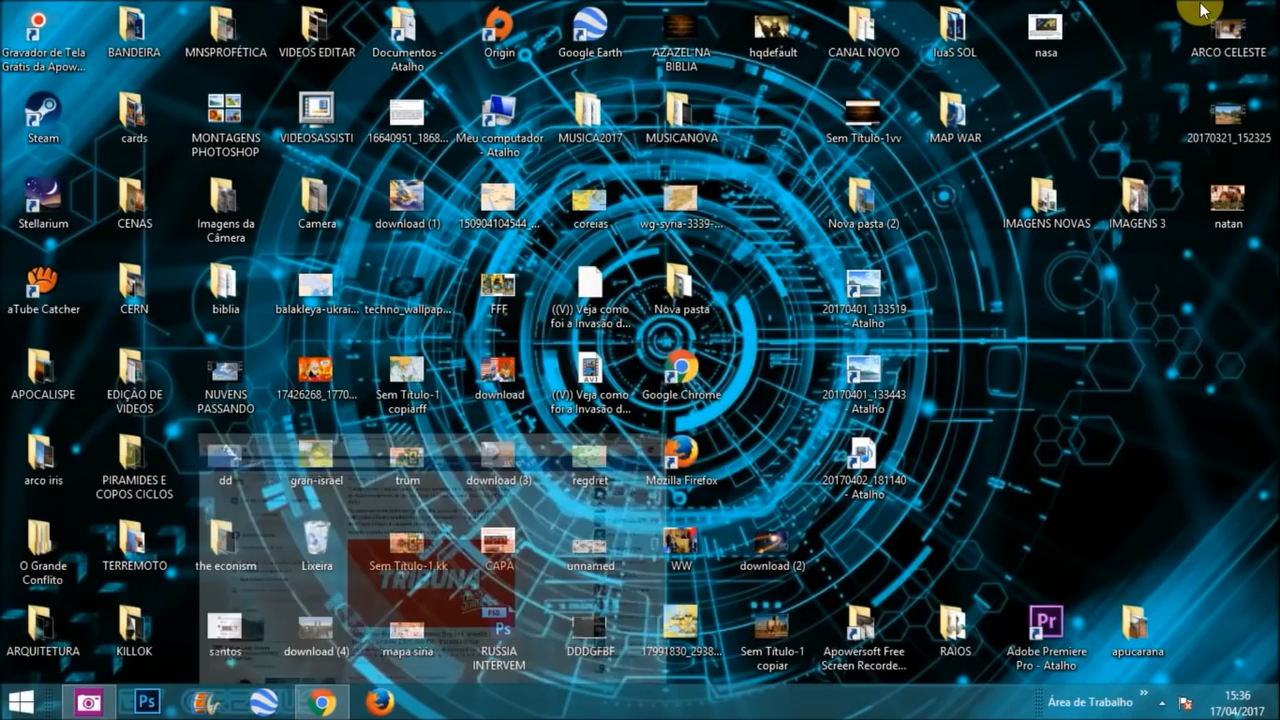 Gravador de Tela
Grátis da Apow...
BANDEIRA
MNSPROFÉTICA
VIDEOS EDITAR
Documentos -
Atalho
Origin
Google Earth
AZAZEL NA
BIBLIA
hqdefault
CANAL NOVO
luaS SOL
nasa
ARCO CELESTE
Steam
cards
MONTAGENS
PHOTOSHOP
VIDEOSASSISTI
16640951_1868...
Meu computador
- Atalho
MUSICA2017
MUSICANOVA
Sem Título-1vv
MAP WAR
20170321_152325
Stellarium
CENAS
Imagens da
Câmera
Camera
download (1)
150904104544_...
coreias
wg-syria-3339-...
Nova pasta (2)
IMAGENS NOVAS
IMAGENS 3
natan
aTube Catcher
CERN
biblia
balakleya-ukrai...
techno_wallpap...
FFF
((V)) Veja como
foi a Invasão d...
Nova pasta
20170401_133519
- Atalho
APOCALISPE
EDIÇÃO DE
VIDEOS
NUVENS
PASSANDO
17426268_1770...
Sem Título-1
copiarff
download
AVI
((V)) Veja como
foi a Invasão d...
Google Chrome
20170401_133443
- Atalho
arco iris
PIRAMIDES E
COPOS CICLOS
dd
gran-israel
trum
download (3)
regdret
Mozilla Firefox
20170402_181140
- Atalho
O Grande
Conflito
TERREMOTO
the econism
Lixeira
Sem Título-1 kk
CAPA
unnamed
WW
download (2)
TRIBUNA
PSD
Ps
ARQUITETURA
KILLOK
santos
download (4)
mapa siria
RUSSIA
INTERVEM
DDDGFBF
17991830_2938...
Sem Título-1
copiar
Apowersoft Free
Screen Recorde...
RAIOS
Pr
Adobe Premiere
Pro - Atalho
apucarana
Ps
Área de Trabalho
»
15:36
17/04/2017